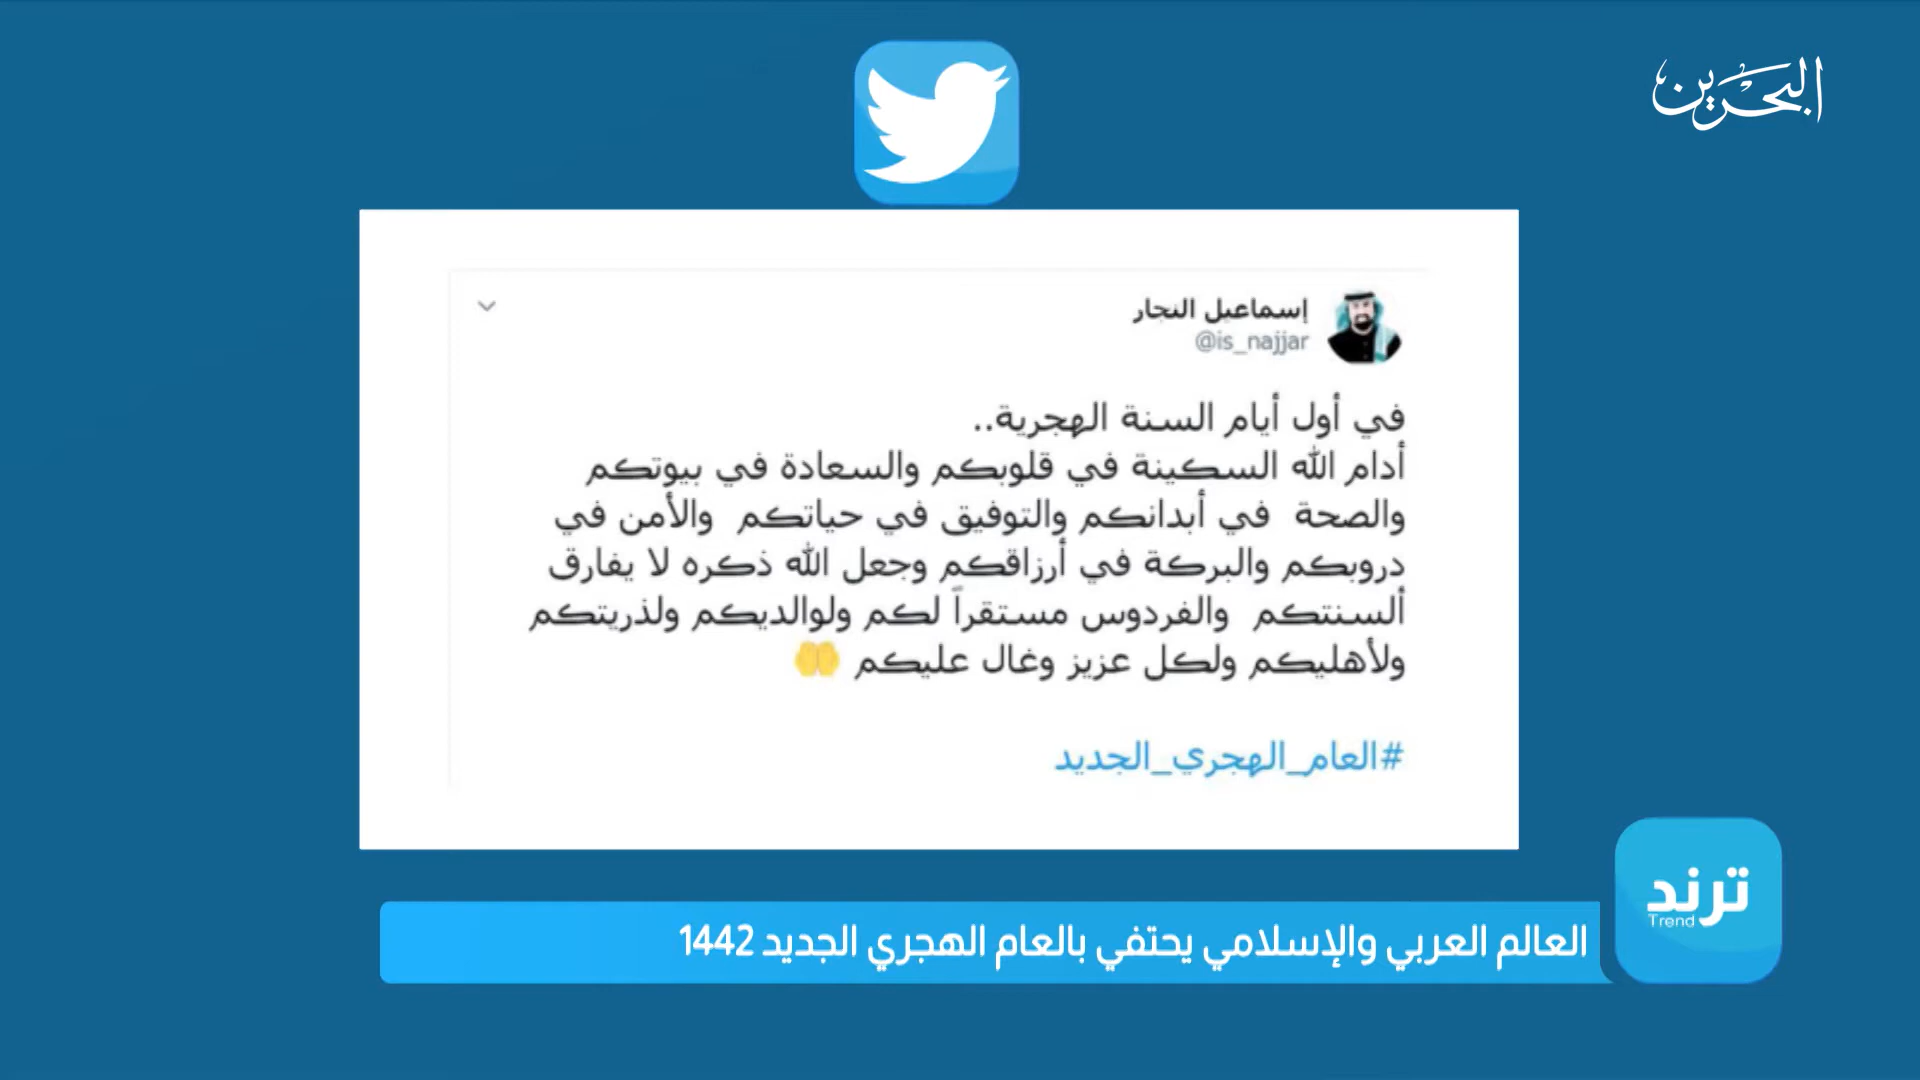 البحرين
إسماعيل النجار
@is_najjar
في أول أيام السنة الهجرية..
أدام الله السكينة في قلوبكم والسعادة في بيوتكم
والصحة في أبدانكم والتوفيق في حياتكم والأمن في
دروبكم والبركة في أرزاقكم وجعل الله ذكره لا يفارق
ألسنتكم والفردوس مستقراً لكم ولوالديكم ولذريتكم
ولأهليكم ولكل عزيز وغال عليكم 🤲
#العام_الهجري_الجديد
ترند
Trend
العالم العربي والإسلامي يحتفي بالعام الهجري الجديد 1442